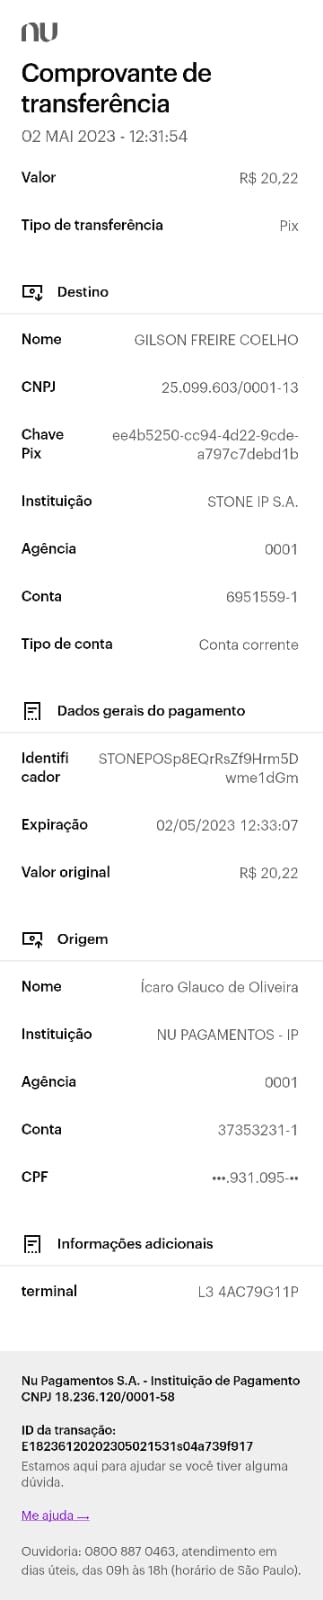 nu
Comprovante de
transferência
02 MAI 2023 - 12:31:54
Valor R$ 20,22
Tipo de transferência Pix
Destino
Nome GILSON FREIRE COELHO
CNPJ 25.099.603/0001-13
Chave ee4b5250-cc94-4d22-9cde-
Pix a797c7debd1b
Instituição STONE IP S.A.
Agência 0001
Conta 6951559-1
Tipo de conta Conta corrente
Dados gerais do pagamento
Identifi STONEPOSp8EQrRsZf9Hrm5D
cador wme1dGm
Expiração 02/05/2023 12:33:07
Valor original R$ 20,22
Origem
Nome Ícaro Glauco de Oliveira
Instituição NU PAGAMENTOS - IP
Agência 0001
Conta 37353231-1
CPF •••.931.095-••
Informações adicionais
terminal L3 4AC79G11P
Nu Pagamentos S.A. - Instituição de Pagamento
CNPJ 18.236.120/0001-58
ID da transação:
E18236120202305021531s04a739f917
Estamos aqui para ajudar se você tiver alguma
dúvida.
Me ajuda →
Ouvidoria: 0800 887 0463, atendimento em
dias úteis, das 09h às 18h (horário de São Paulo).